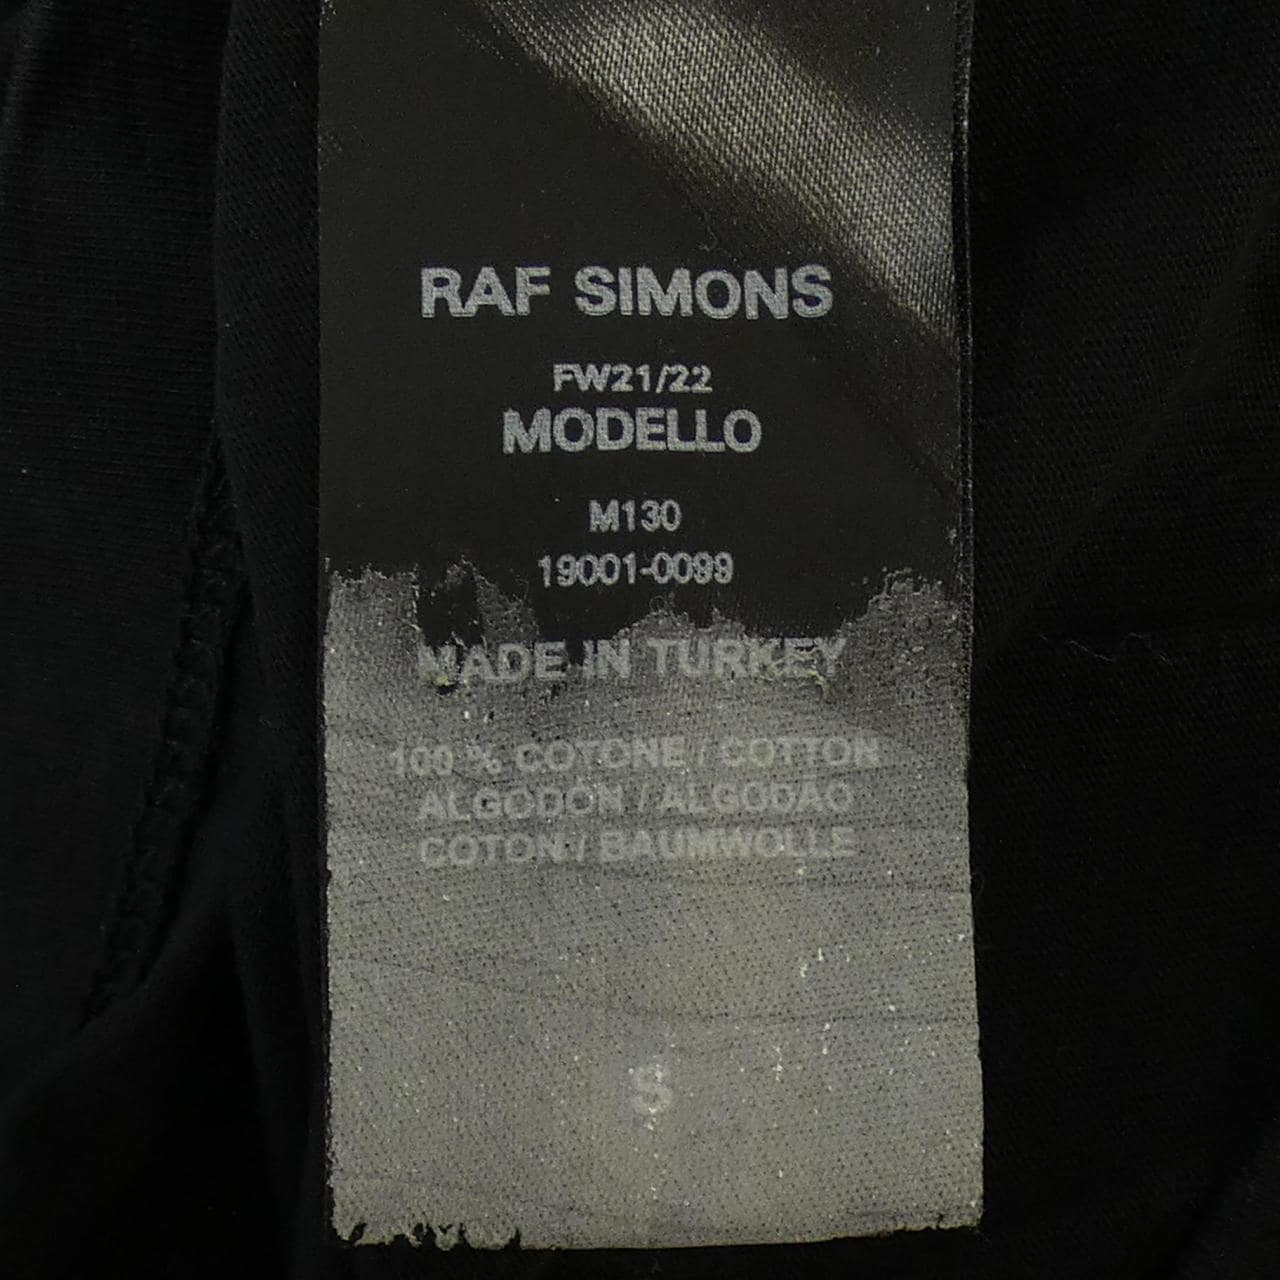 RAF SIMONS
FW21/22
MODELLO
M130
19001-0099
MADE IN TURKEY
100 % COTONE / COTTON
ALGODÓN / ALGODÃO
COTON / BAUMWOLLE
S